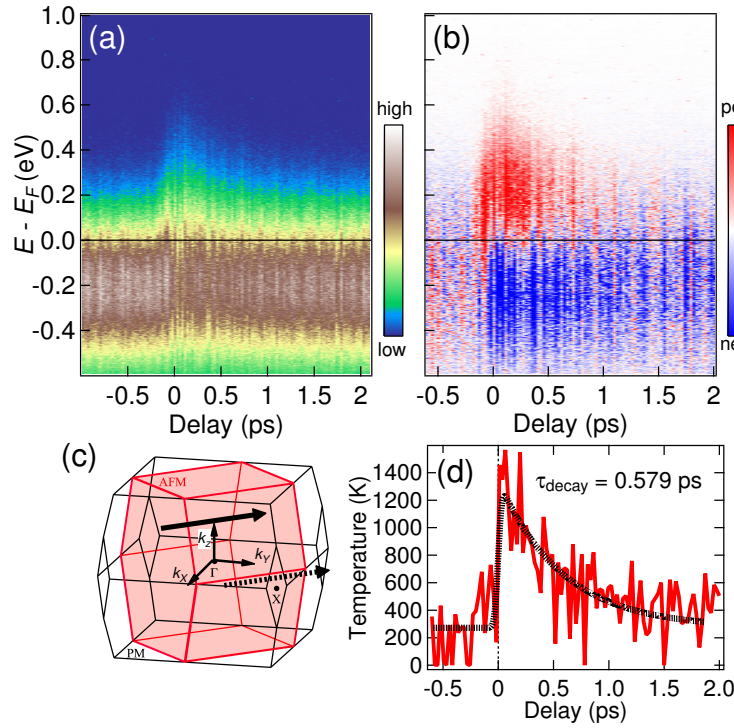 (a)
(b)
1.0
0.8
0.6
0.4
0.2
0.0
-0.2
-0.4
E - E_F (eV)
high
low
-0.5 0 0.5 1 1.5 2
Delay (ps)
po
ne
-0.5 0 0.5 1 1.5 2
Delay (ps)
(c)
AFM
k_z
k_Y
k_X
Γ
X
PM
(d)
τ_decay = 0.579 ps
1400
1200
1000
800
600
400
200
0
Temperature (K)
-0.5 0 0.5 1.0 1.5 2.0
Delay (ps)